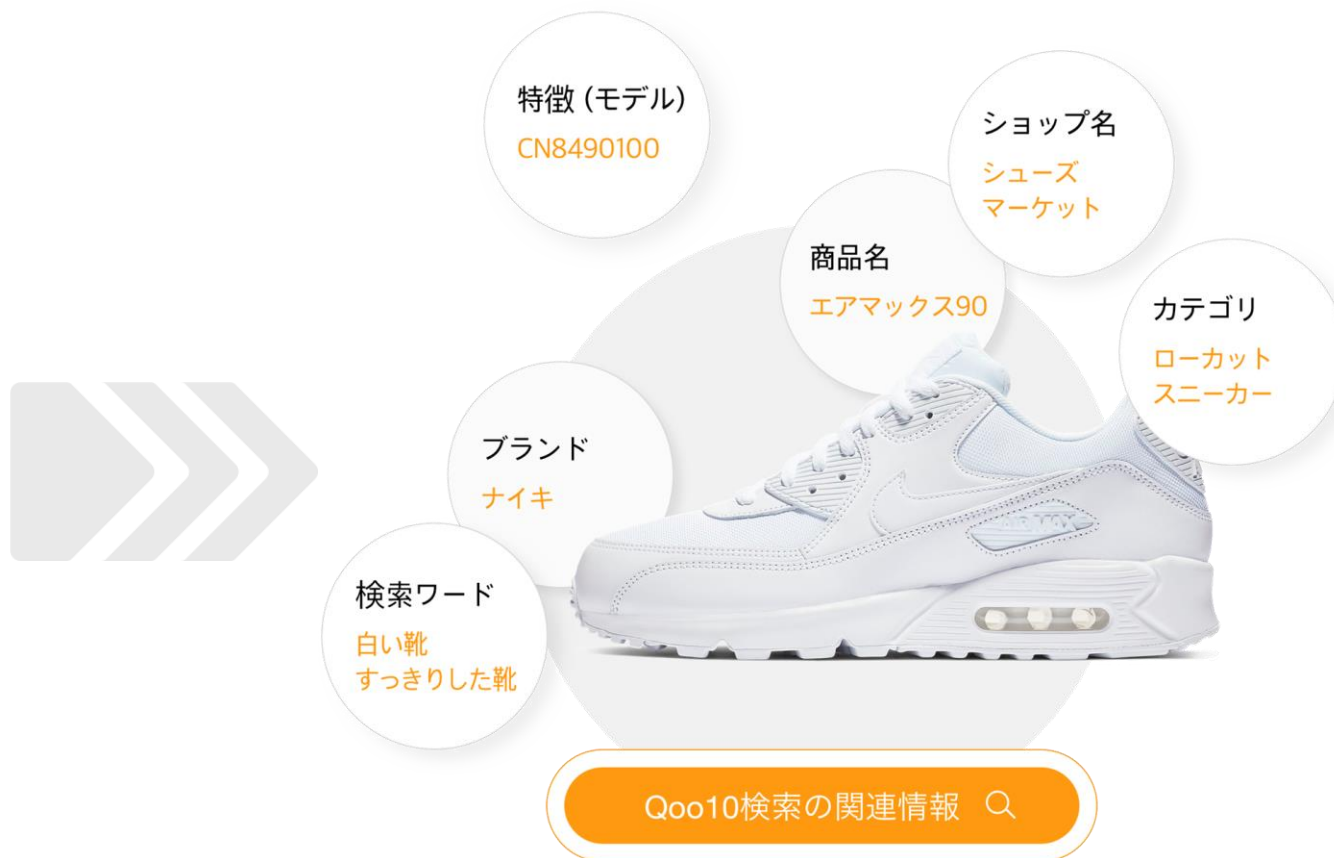 特徴 (モデル)
CN8490100
ショップ名
シューズ
マーケット
商品名
エアマックス90
カテゴリ
ローカット
スニーカー
ブランド
ナイキ
検索ワード
白い靴
すっきりした靴
AIR MAX
Qoo10検索の関連情報